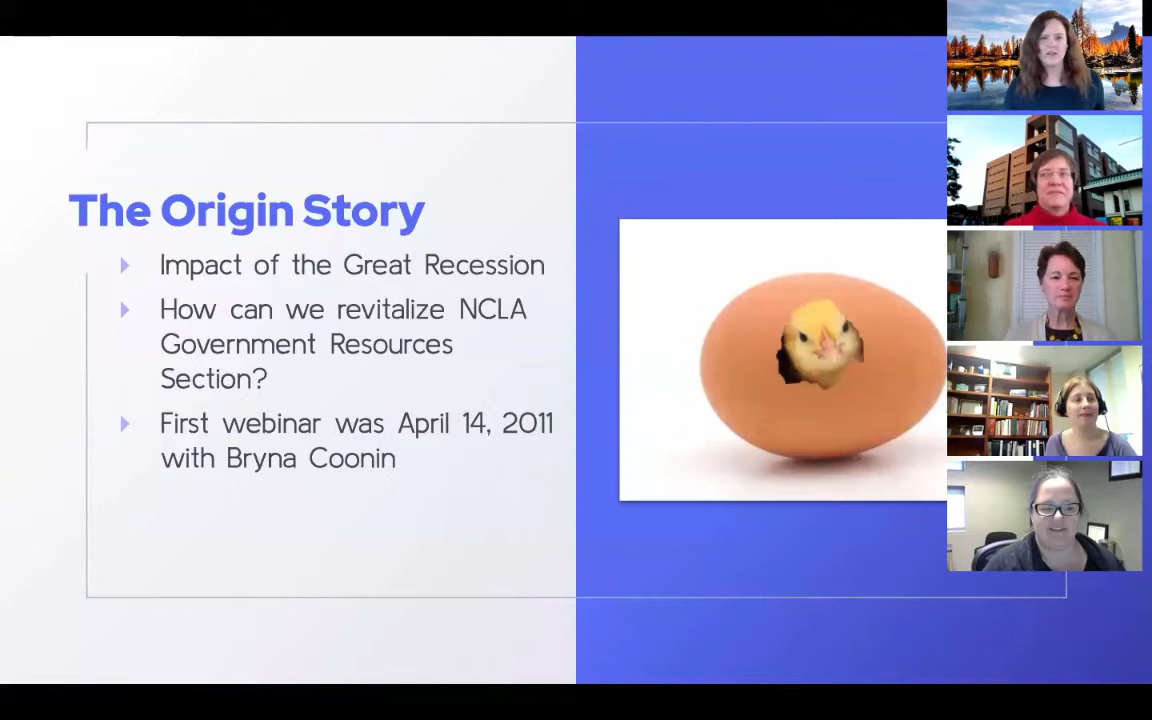 The Origin Story
Impact of the Great Recession
How can we revitalize NCLA
Government Resources
Section?
First webinar was April 14, 2011
with Bryna Coonin